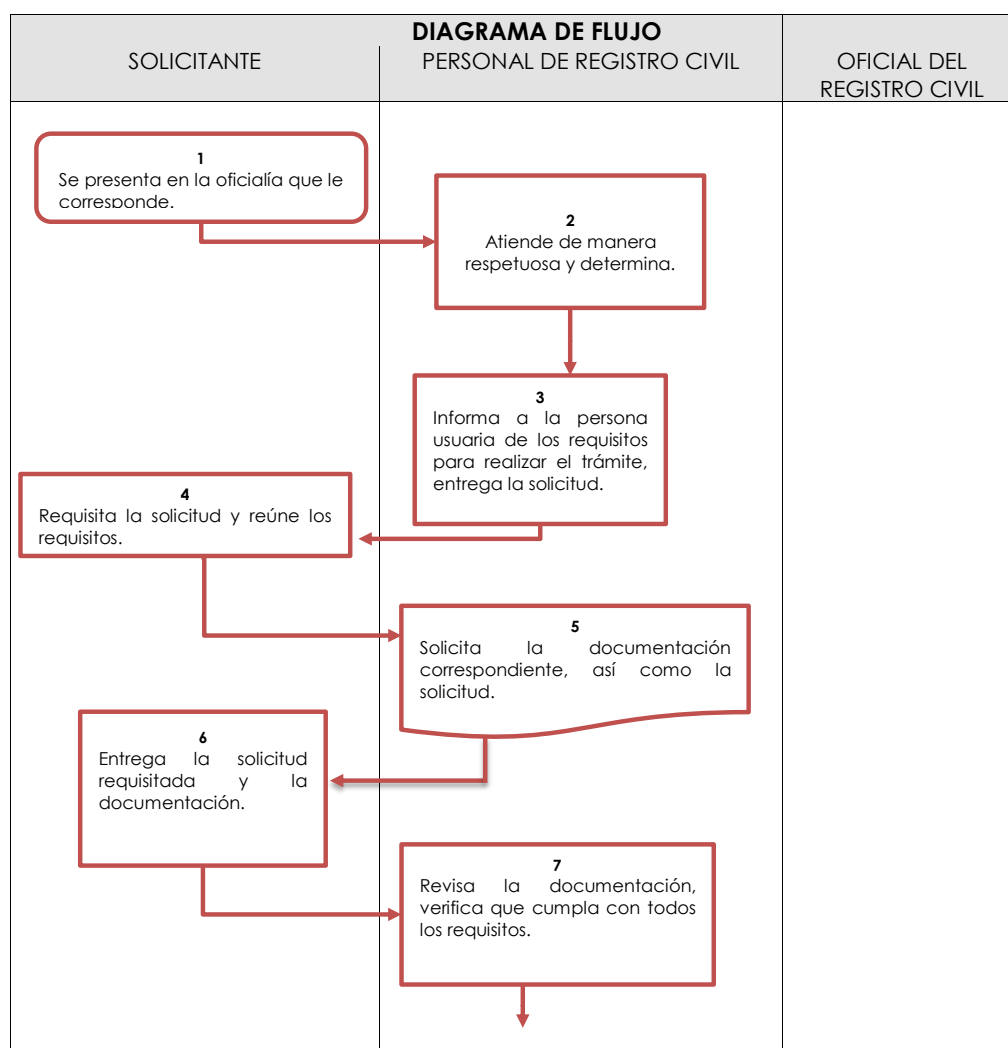 DIAGRAMA DE FLUJO
SOLICITANTE
PERSONAL DE REGISTRO CIVIL
OFICIAL DEL
REGISTRO CIVIL
1
Se presenta en la oficialía que le
corresponde.
2
Atiende de manera
respetuosa y determina.
3
Informa a la persona
usuaria de los requisitos
para realizar el trámite,
entrega la solicitud.
4
Requisita la solicitud y reúne los
requisitos.
5
Solicita la documentación
correspondiente, así como la
solicitud.
6
Entrega la solicitud
requisitada y la
documentación.
7
Revisa la documentación,
verifica que cumpla con todos
los requisitos.